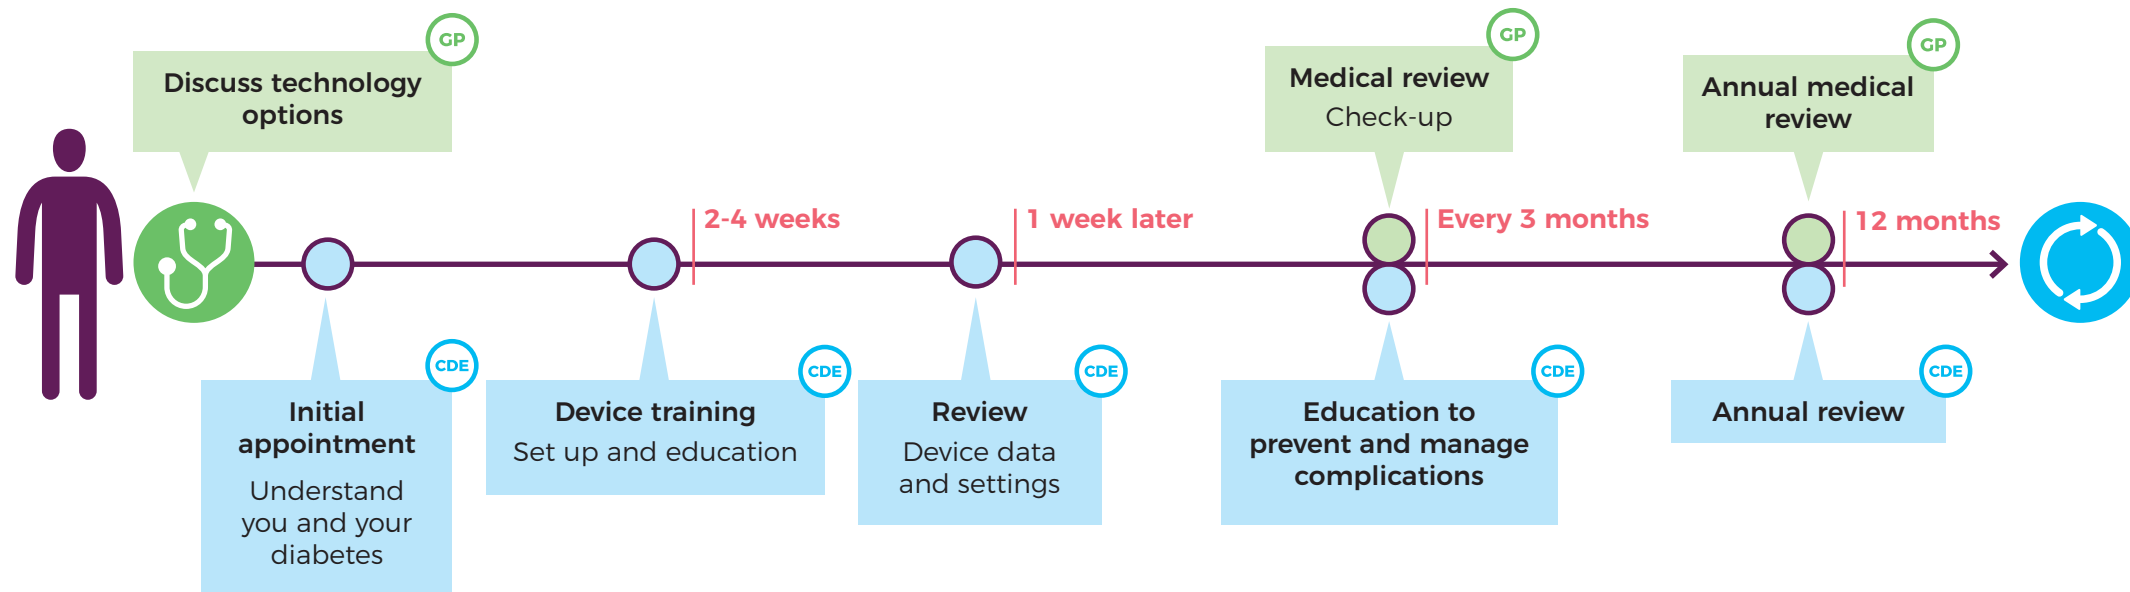 GP
Discuss technology
options
GP
Medical review
Check-up
GP
Annual medical
review
2-4 weeks
1 week later
Every 3 months
12 months
CDE
Initial
appointment
Understand
you and your
diabetes
CDE
Device training
Set up and education
CDE
Review
Device data
and settings
CDE
Education to
prevent and manage
complications
CDE
Annual review